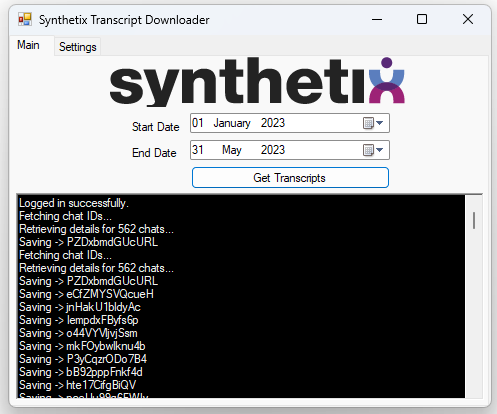 Synthetix Transcript Downloader
Main
Settings
synthetix
Start Date
01 January 2023
End Date
31 May 2023
Get Transcripts
Logged in successfully.
Fetching chat IDs...
Retrieving details for 562 chats...
Saving -> PZDxbmdGUcURL
Fetching chat IDs...
Retrieving details for 562 chats...
Saving -> PZDxbmdGUcURL
Saving -> eCfZMYSVQcueH
Saving -> jnHakU1bldyAc
Saving -> lempdxFByfs6p
Saving -> o44VYVljvjSsm
Saving -> mkFOybwlknu4b
Saving -> P3yCqzrODo7B4
Saving -> bB92pppFnkf4d
Saving -> hte17CifgBiQV
Saving ->